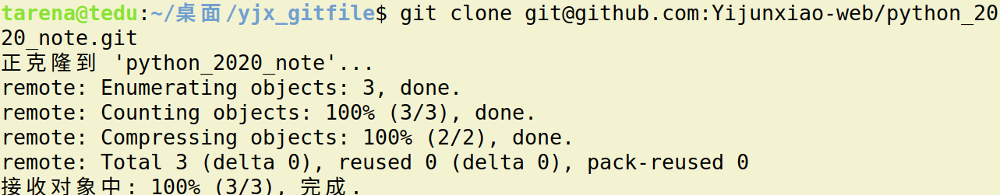 tarena@tedu:~/桌面/yjx_gitfile$ git clone git@github.com:Yijunxiao-web/python_20
20_note.git
正克隆到 'python_2020_note'...
remote: Enumerating objects: 3, done.
remote: Counting objects: 100% (3/3), done.
remote: Compressing objects: 100% (2/2), done.
remote: Total 3 (delta 0), reused 0 (delta 0), pack-reused 0
接收对象中: 100% (3/3), 完成.